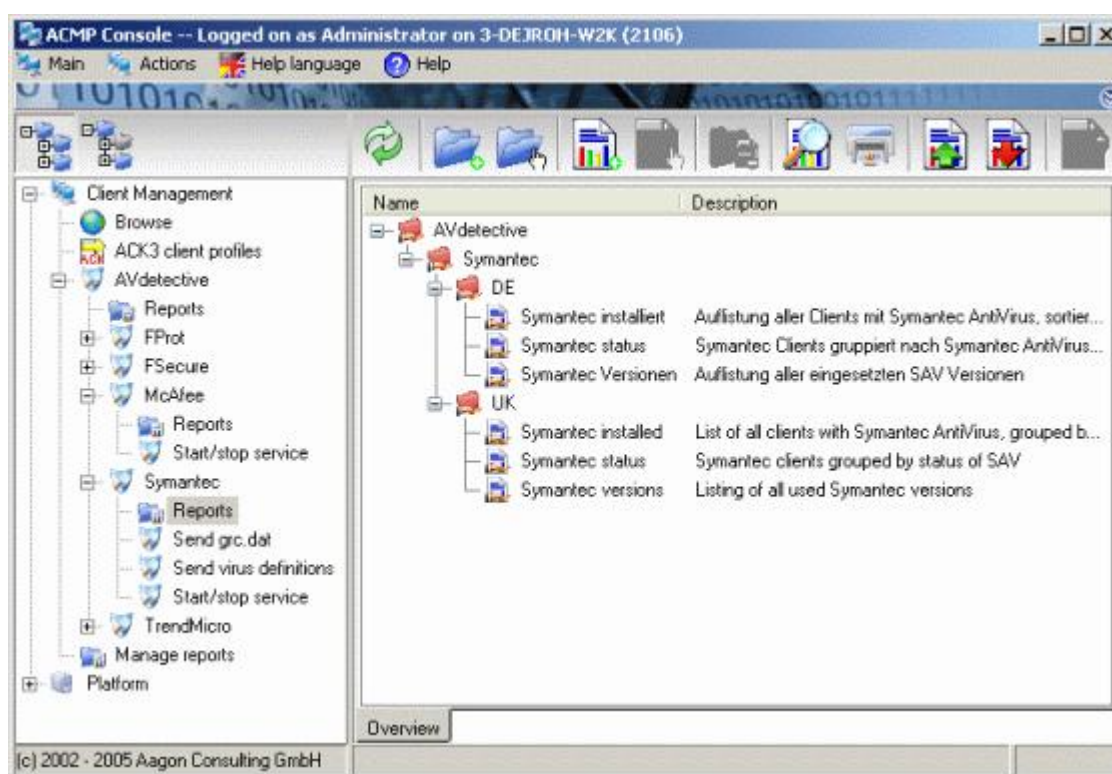 ACMP Console -- Logged on as Administrator on 3-DEJROH-W2K (2106)
Main Actions Help language Help
Client Management
Browse
ACK3 client profiles
AVdetective
Reports
FProt
FSecure
McAfee
Reports
Start/stop service
Symantec
Reports
Send grc.dat
Send virus definitions
Start/stop service
TrendMicro
Manage reports
Platform
Name Description
AVdetective
Symantec
DE
Symantec installiert Auflistung aller Clients mit Symantec AntiVirus, sortier...
Symantec status Symantec Clients gruppiert nach Symantec AntiVirus...
Symantec Versionen Auflistung aller eingesetzten SAV Versionen
UK
Symantec installed List of all clients with Symantec AntiVirus, grouped b...
Symantec status Symantec clients grouped by status of SAV
Symantec versions Listing of all used Symantec versions
Overview
(c) 2002 - 2005 Aagon Consulting GmbH